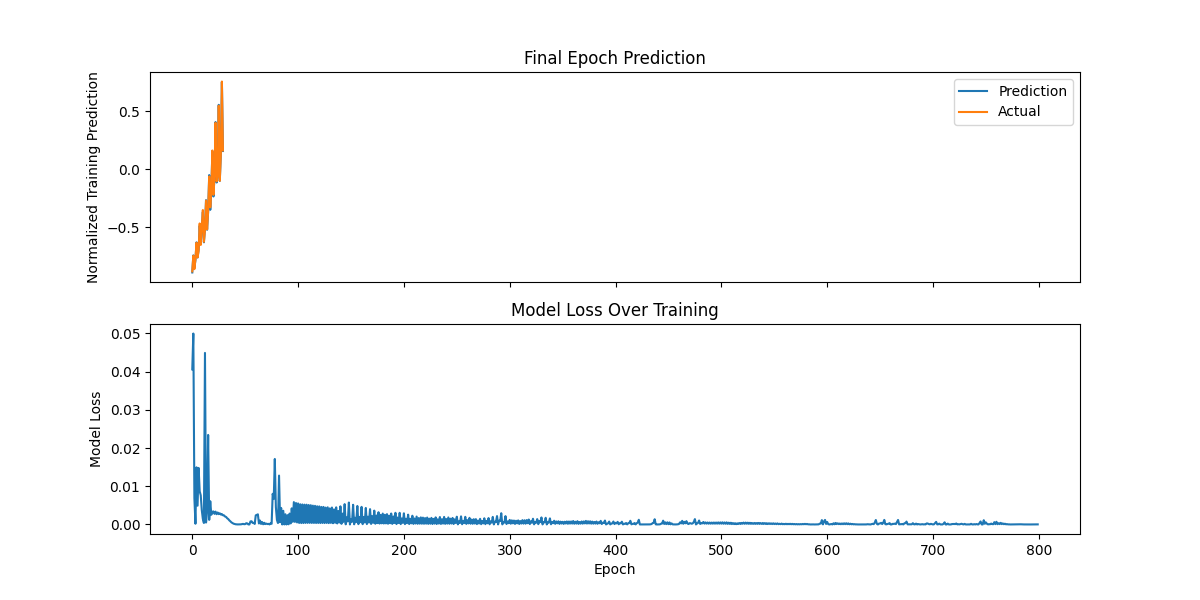 Final Epoch Prediction
Normalized Training Prediction
0.5
0.0
−0.5
Prediction
Actual
Model Loss Over Training
Model Loss
0.05
0.04
0.03
0.02
0.01
0.00
0 100 200 300 400 500 600 700 800
Epoch